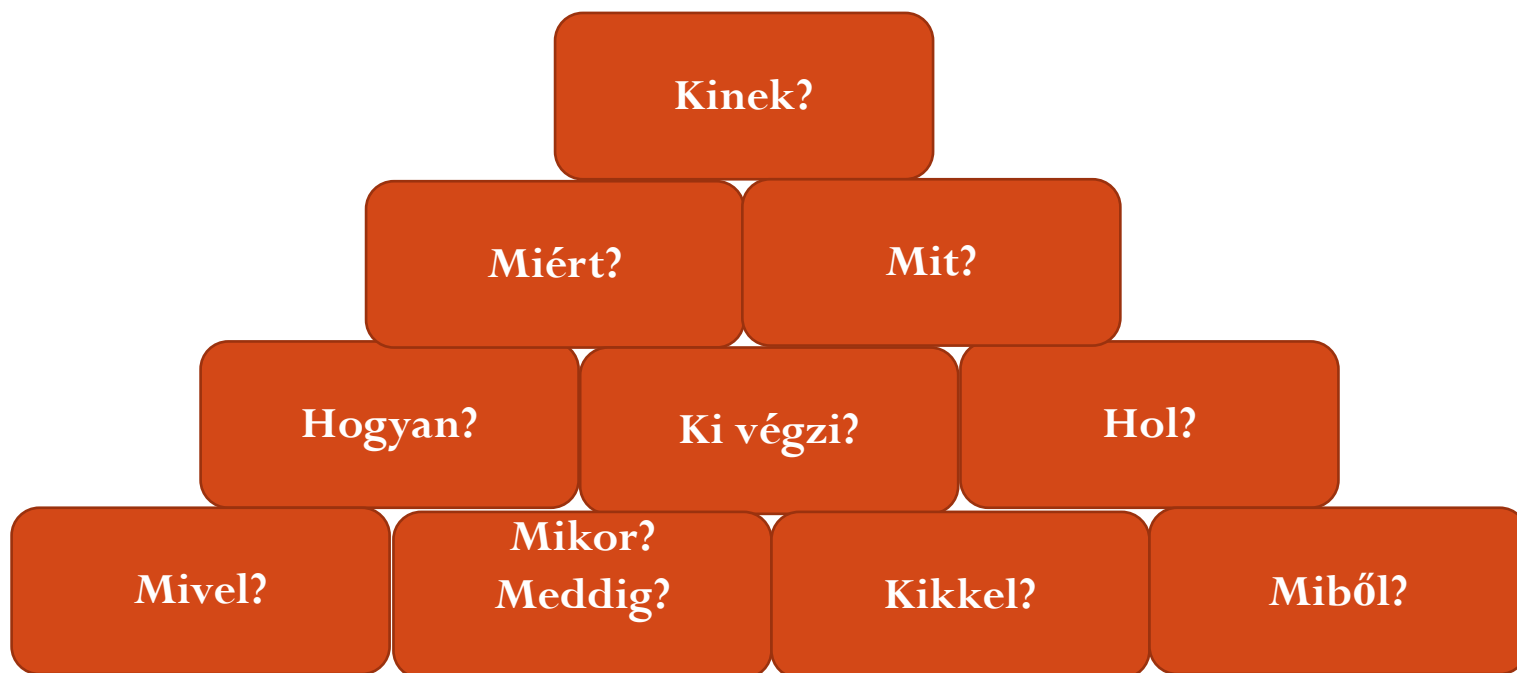 Kinek?
Miért?
Mit?
Hogyan?
Ki végzi?
Hol?
Mivel?
Mikor?
Meddig?
Kikkel?
Miből?